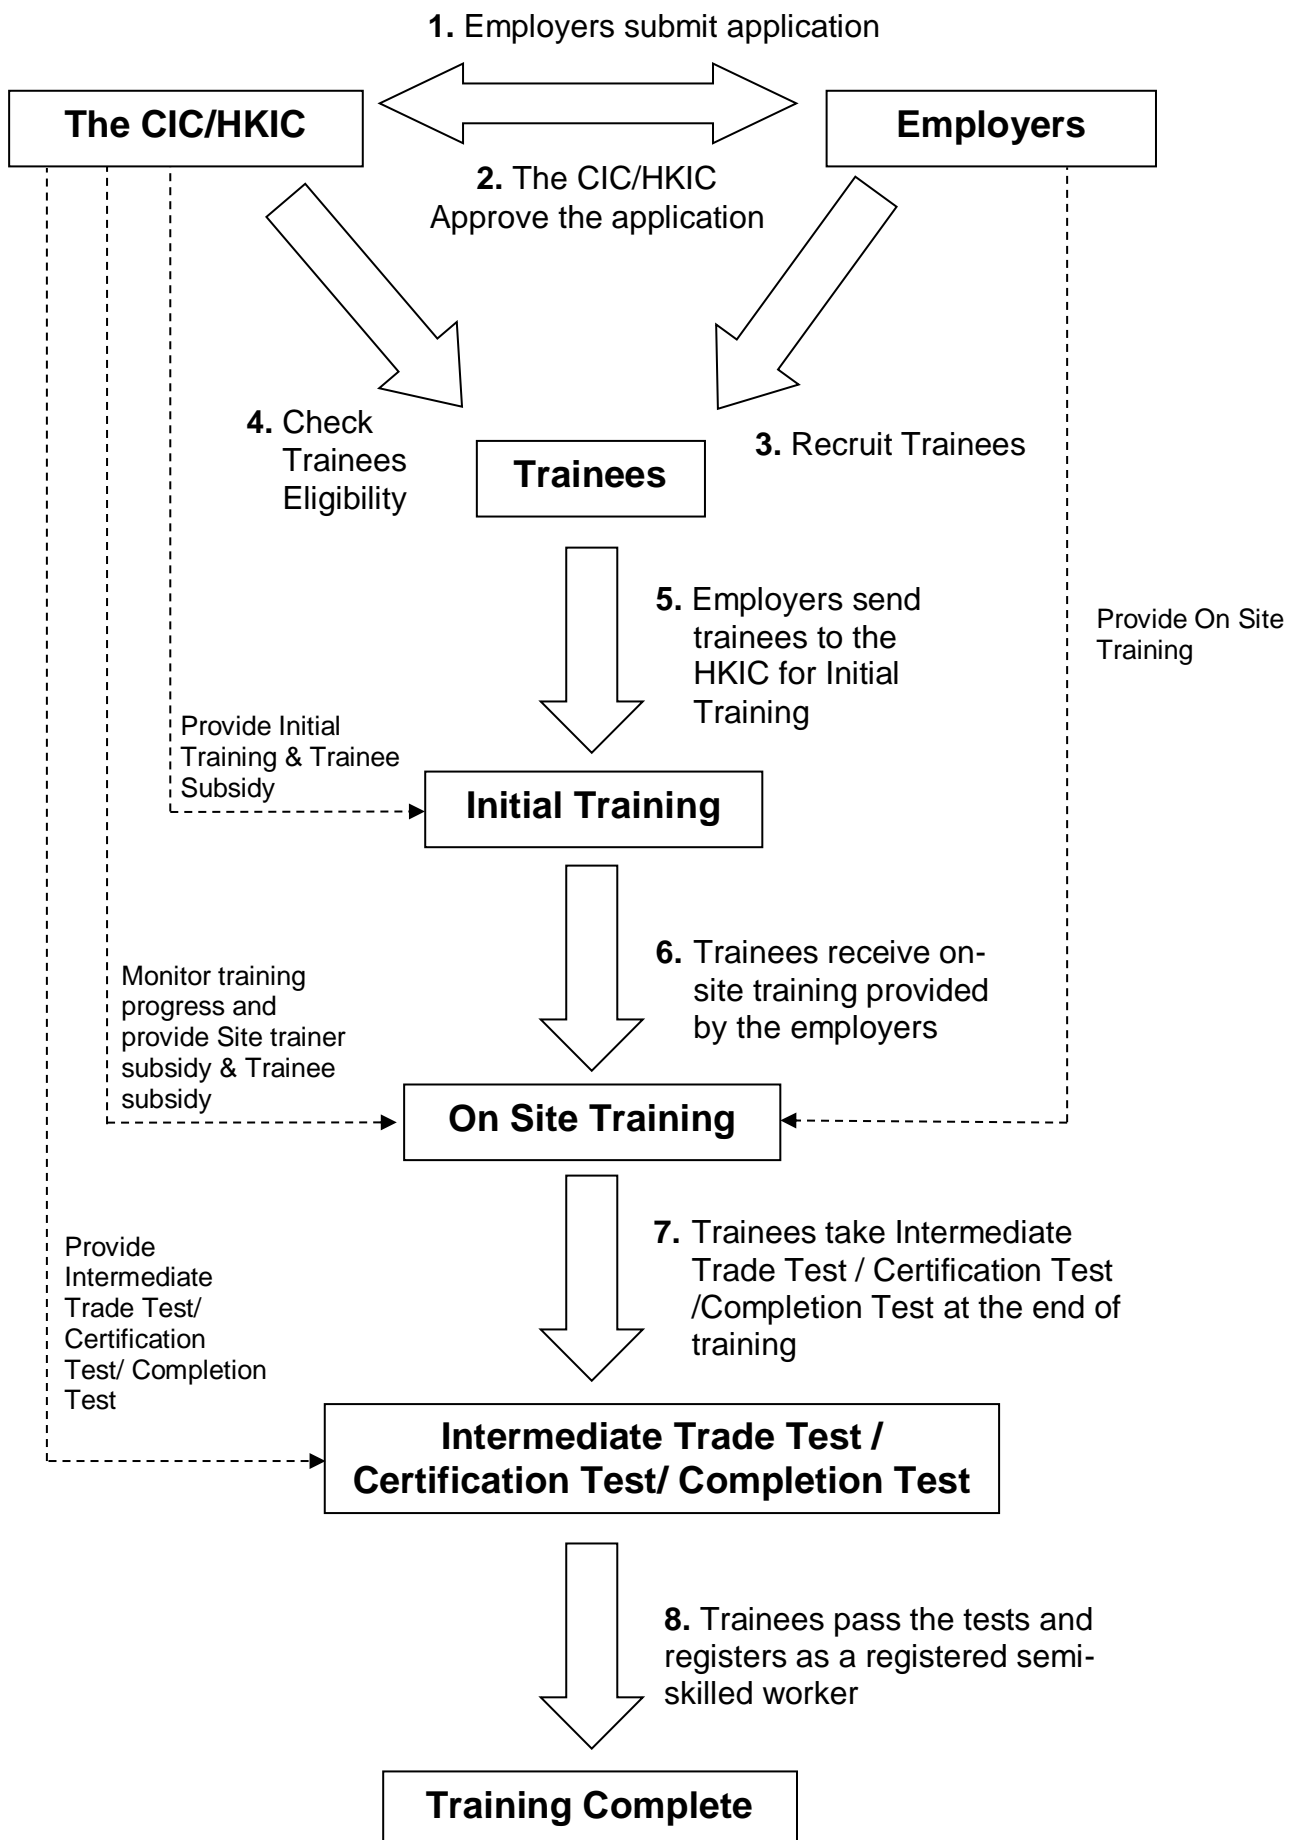 1. Employers submit application
The CIC/HKIC
Employers
2. The CIC/HKIC
Approve the application
4. Check
Trainees
Eligibility
3. Recruit Trainees
Trainees
5. Employers send
trainees to the
HKIC for Initial
Training
Provide On Site
Training
Provide Initial
Training & Trainee
Subsidy
Initial Training
6. Trainees receive on-
site training provided
by the employers
Monitor training
progress and
provide Site trainer
subsidy & Trainee
subsidy
On Site Training
7. Trainees take Intermediate
Trade Test / Certification Test
/Completion Test at the end of
training
Provide
Intermediate
Trade Test/
Certification
Test/ Completion
Test
Intermediate Trade Test /
Certification Test/ Completion Test
8. Trainees pass the tests and
registers as a registered semi-
skilled worker
Training Complete